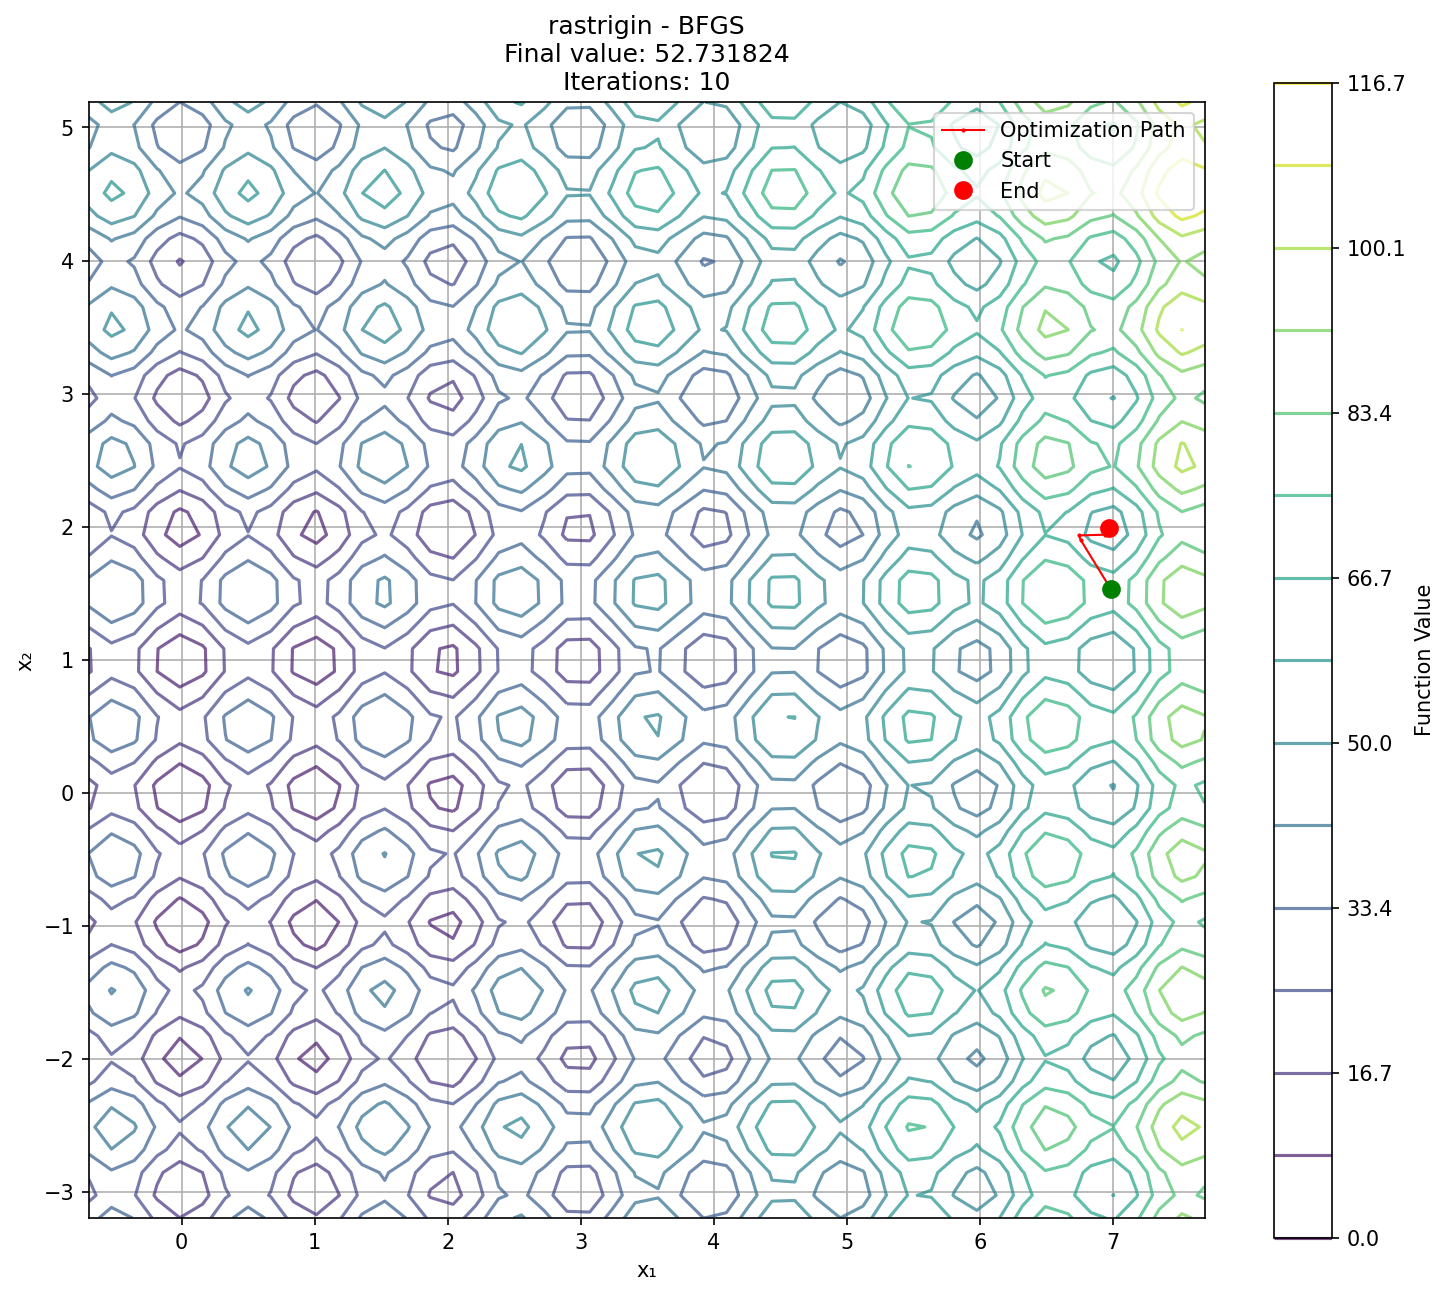 rastrigin - BFGS
Final value: 52.731824
Iterations: 10
Optimization Path
Start
End
5
4
3
2
1
0
−1
−2
−3
x₂
0
1
2
3
4
5
6
7
x₁
116.7
100.1
83.4
66.7
50.0
33.4
16.7
0.0
Function Value